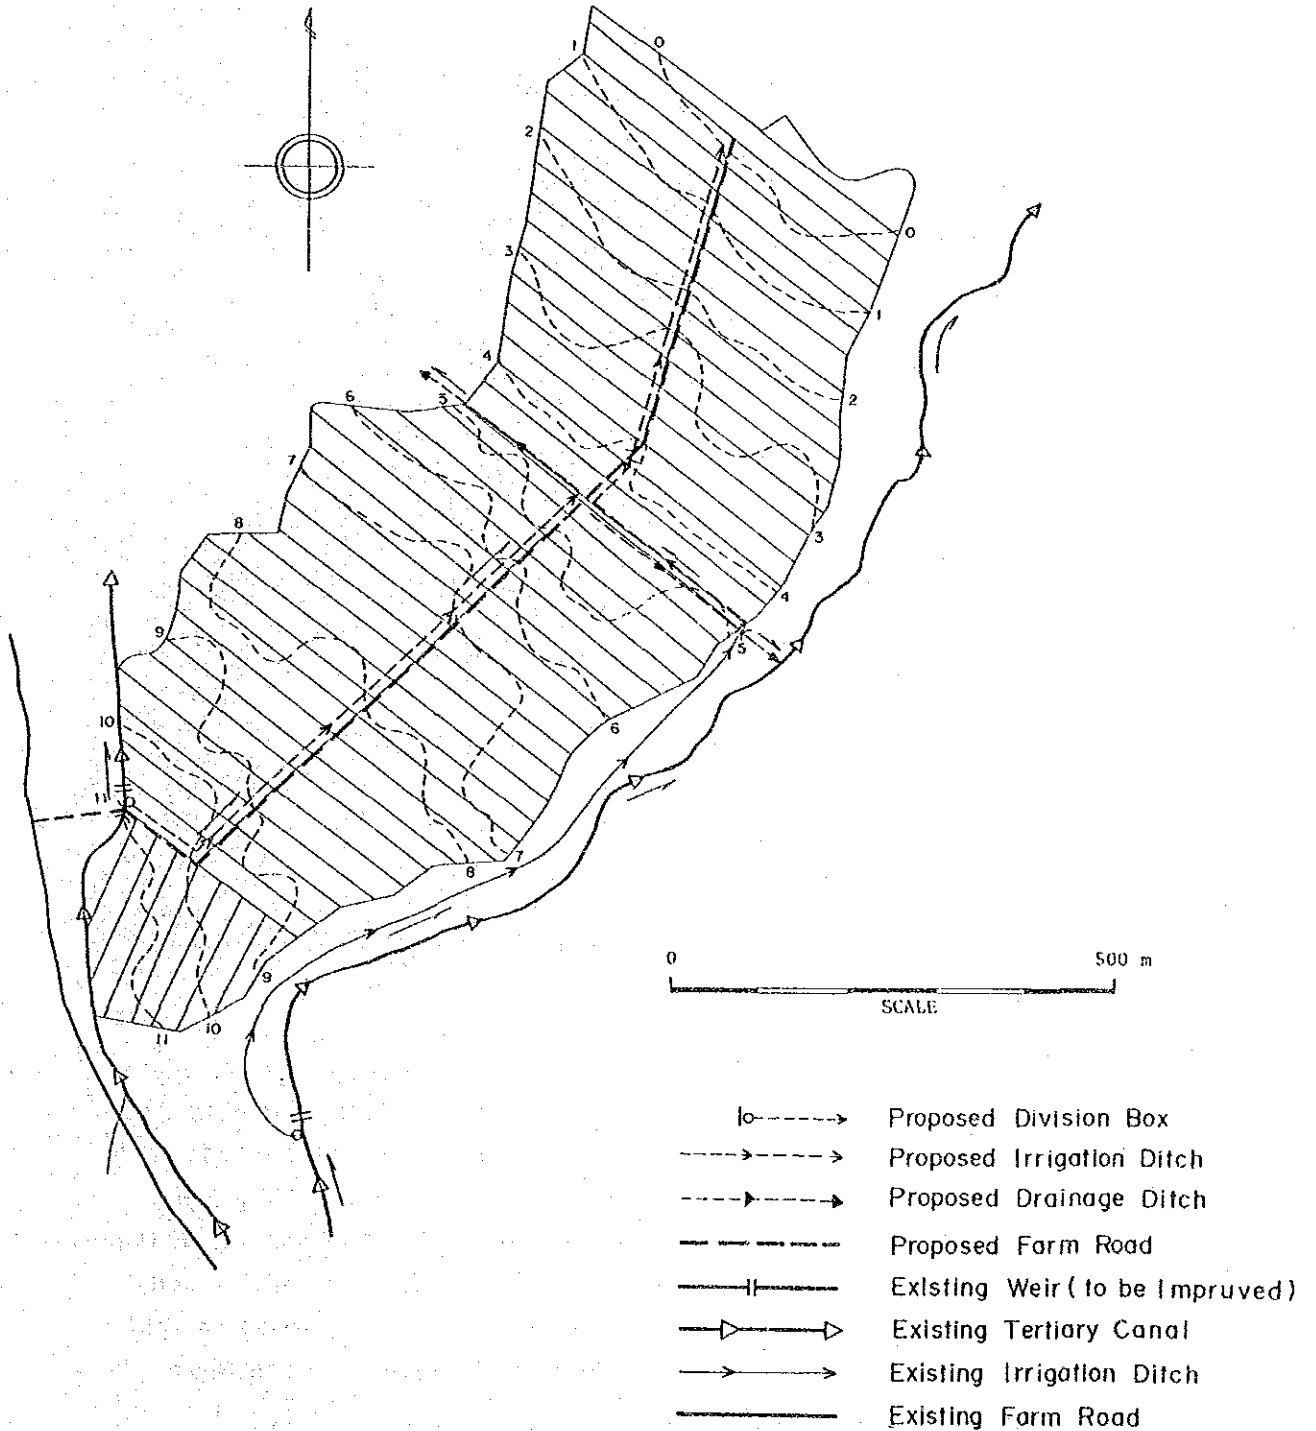 1 0
2
3 0
1
4
2
6 5
7
8 3
4
9 5
6
10
11
7
8
9
10
11
0 500 m
SCALE
Proposed Division Box
Proposed Irrigation Ditch
Proposed Drainage Ditch
Proposed Farm Road
Existing Weir (to be Impruved)
Existing Tertiary Canal
Existing Irrigation Ditch
Existing Farm Road